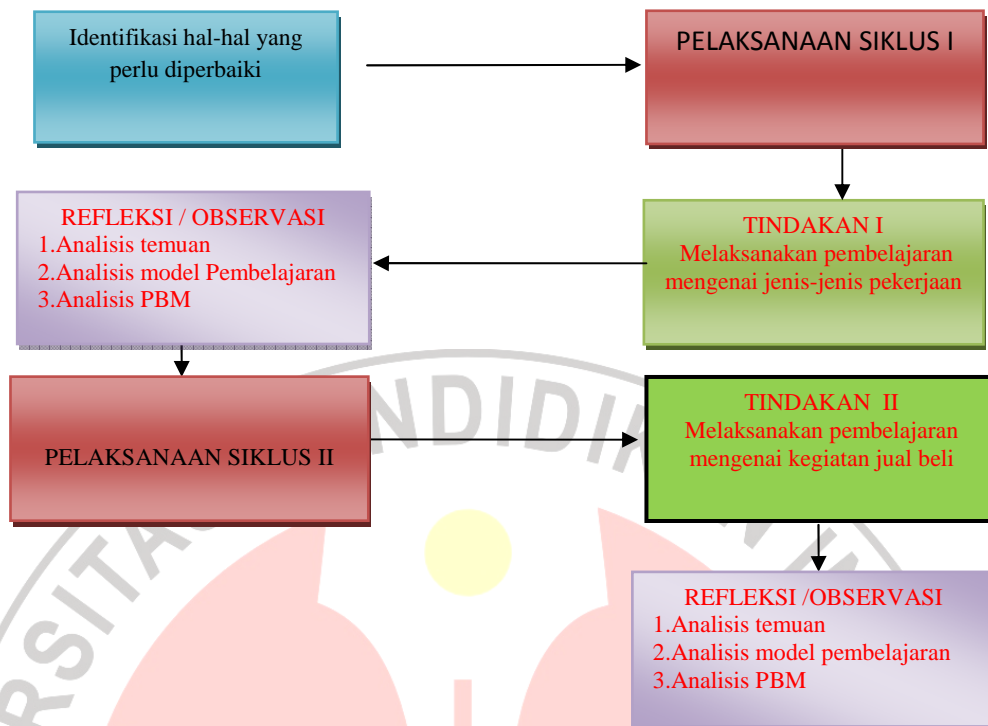 Identifikasi hal-hal yang
perlu diperbaiki
PELAKSANAAN SIKLUS I
TINDAKAN I
Melaksanakan pembelajaran
mengenai jenis-jenis pekerjaan
REFLEKSI / OBSERVASI
1.Analisis temuan
2.Analisis model Pembelajaran
3.Analisis PBM
PELAKSANAAN SIKLUS II
TINDAKAN  II
Melaksanakan pembelajaran
mengenai kegiatan jual beli
REFLEKSI /OBSERVASI
1.Analisis temuan
2.Analisis model pembelajaran
3.Analisis PBM